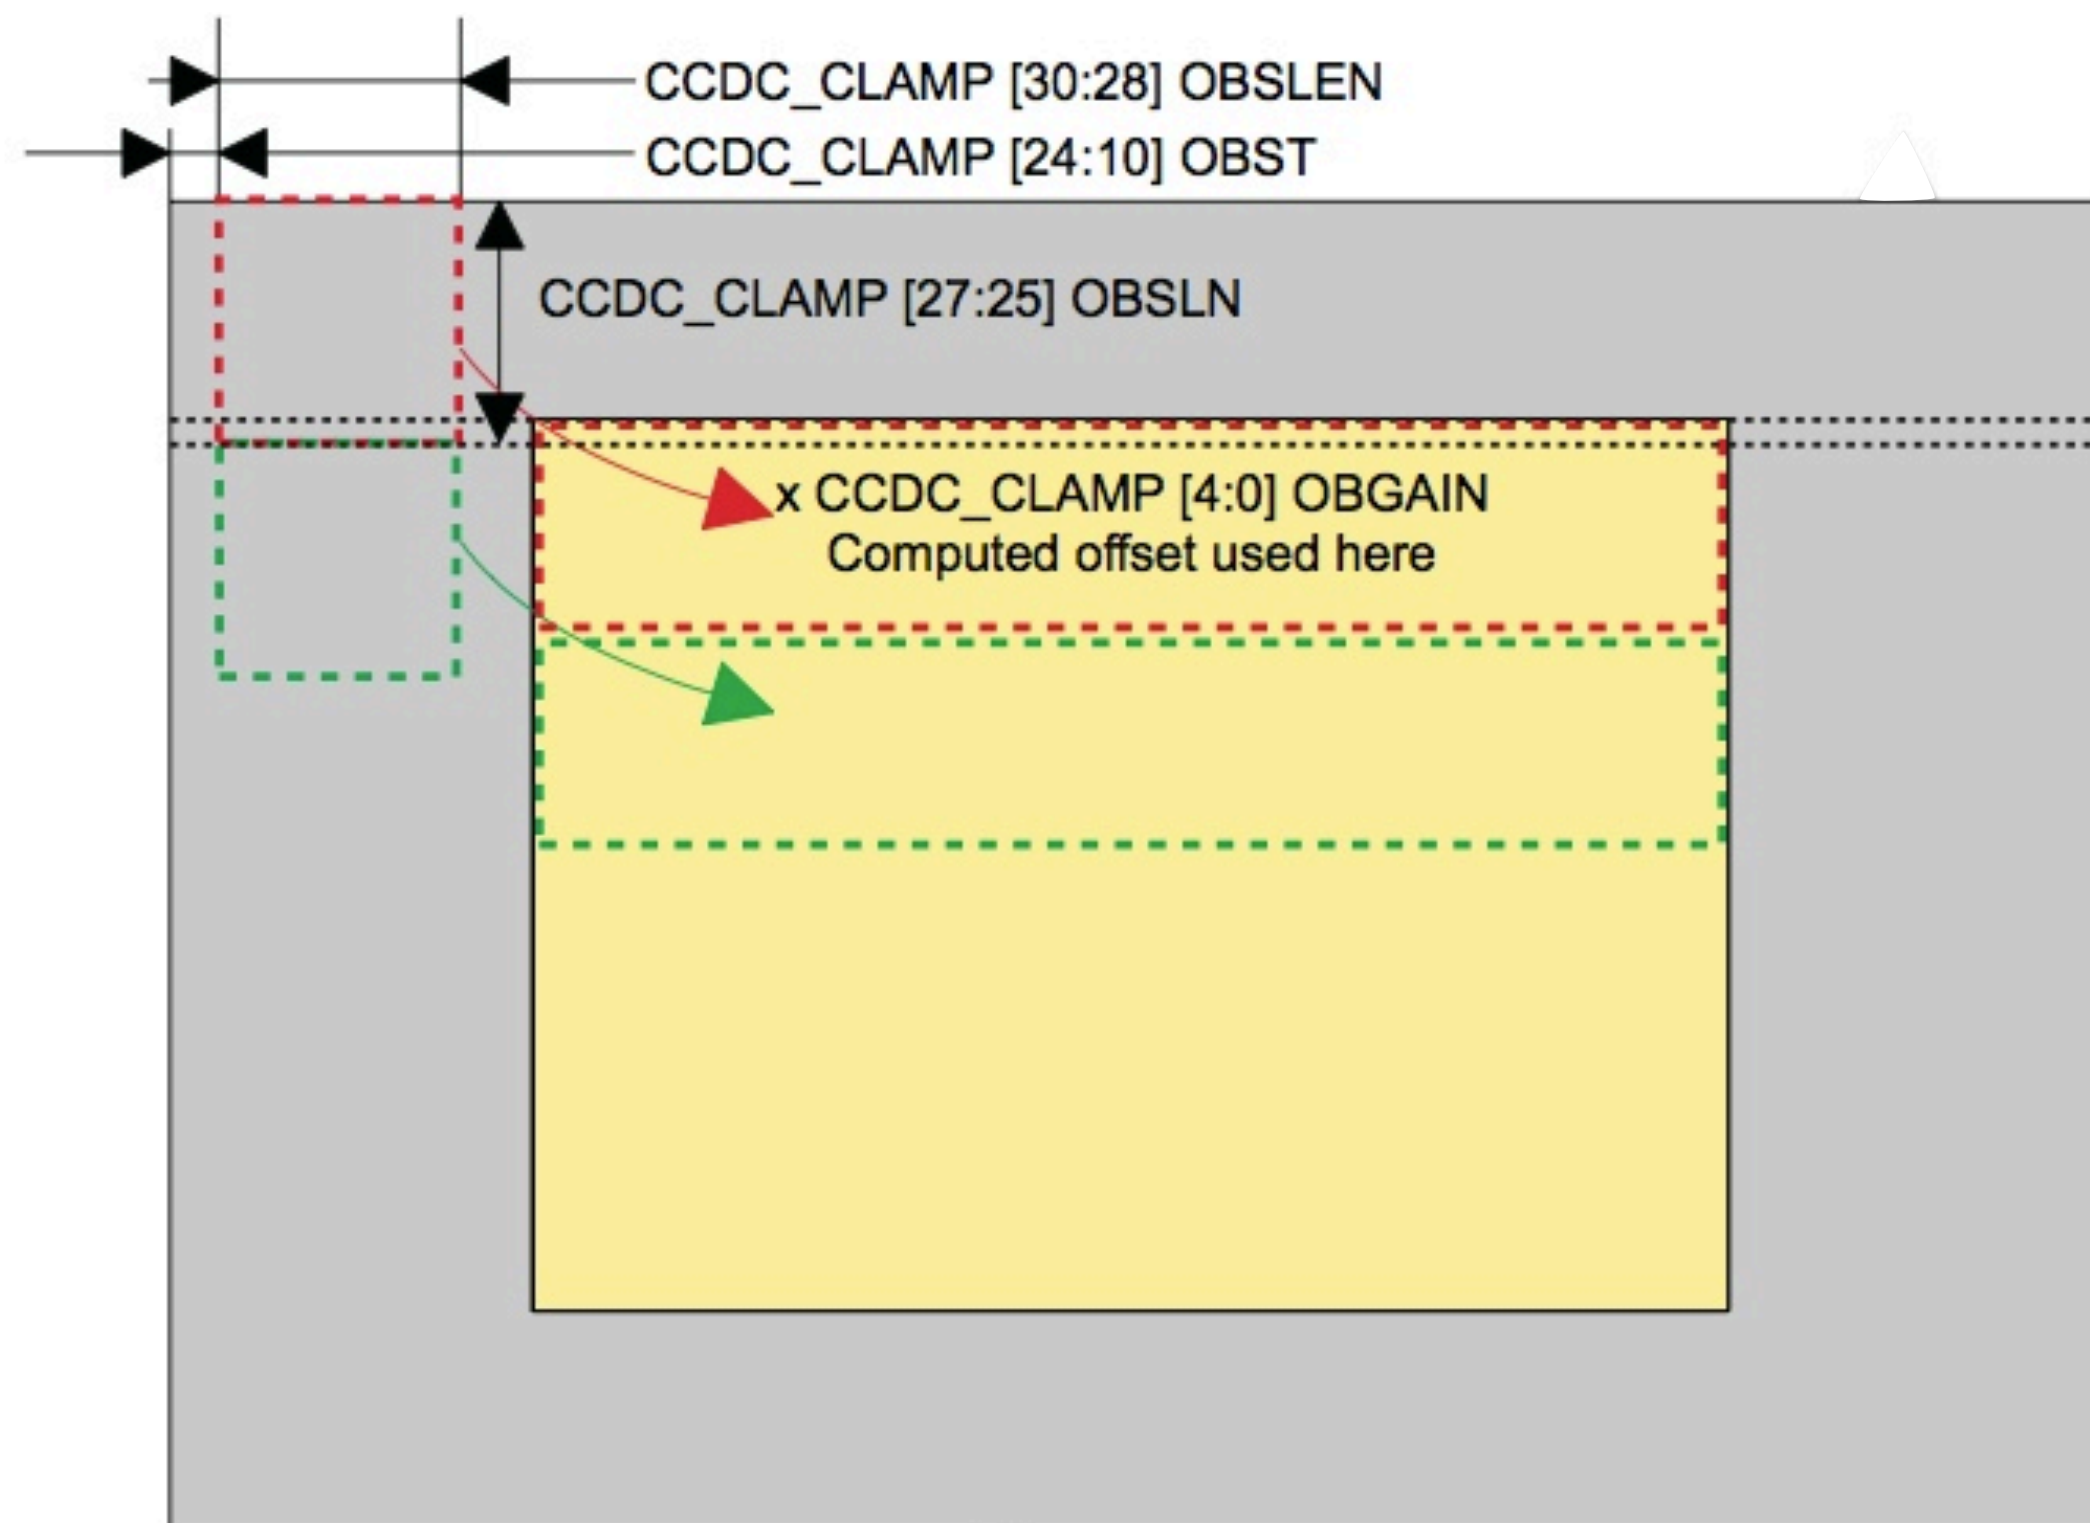 CCDC_CLAMP [30:28] OBSLEN
CCDC_CLAMP [24:10] OBST
CCDC_CLAMP [27:25] OBSLN
x CCDC_CLAMP [4:0] OBGAIN
Computed offset used here